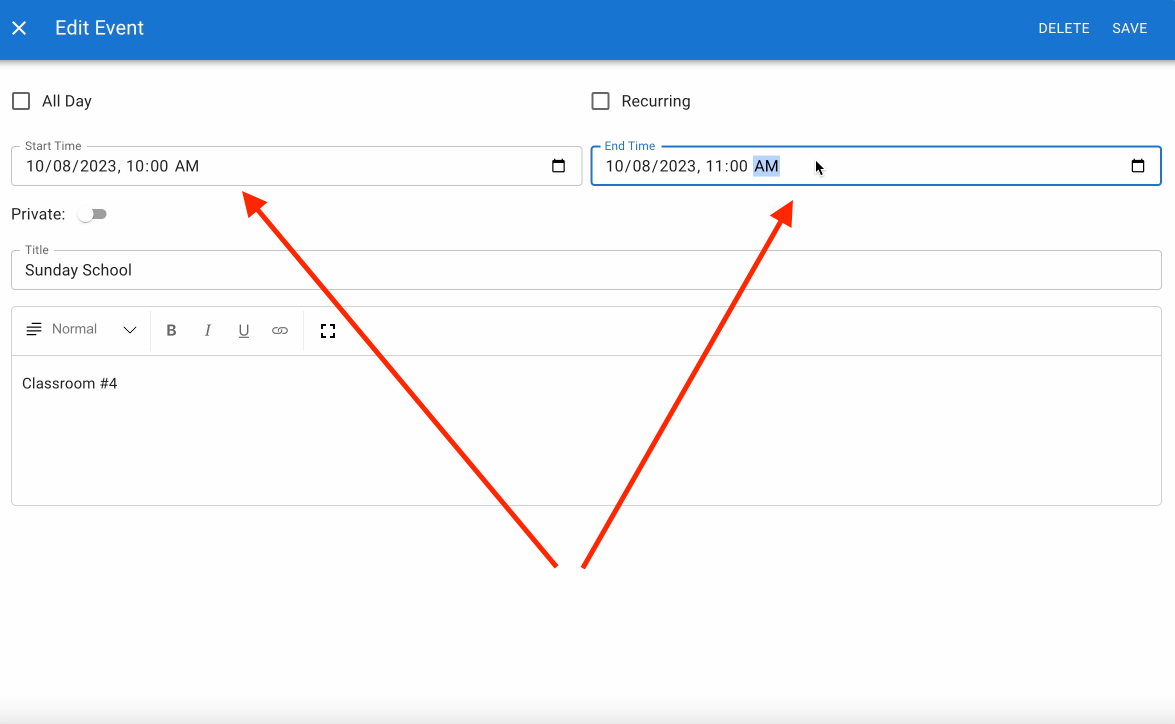 Edit Event
DELETE SAVE
All Day
Recurring
Start Time
10/08/2023, 10:00 AM
End Time
10/08/2023, 11:00 AM
Private:
Title
Sunday School
Normal B I U
Classroom #4